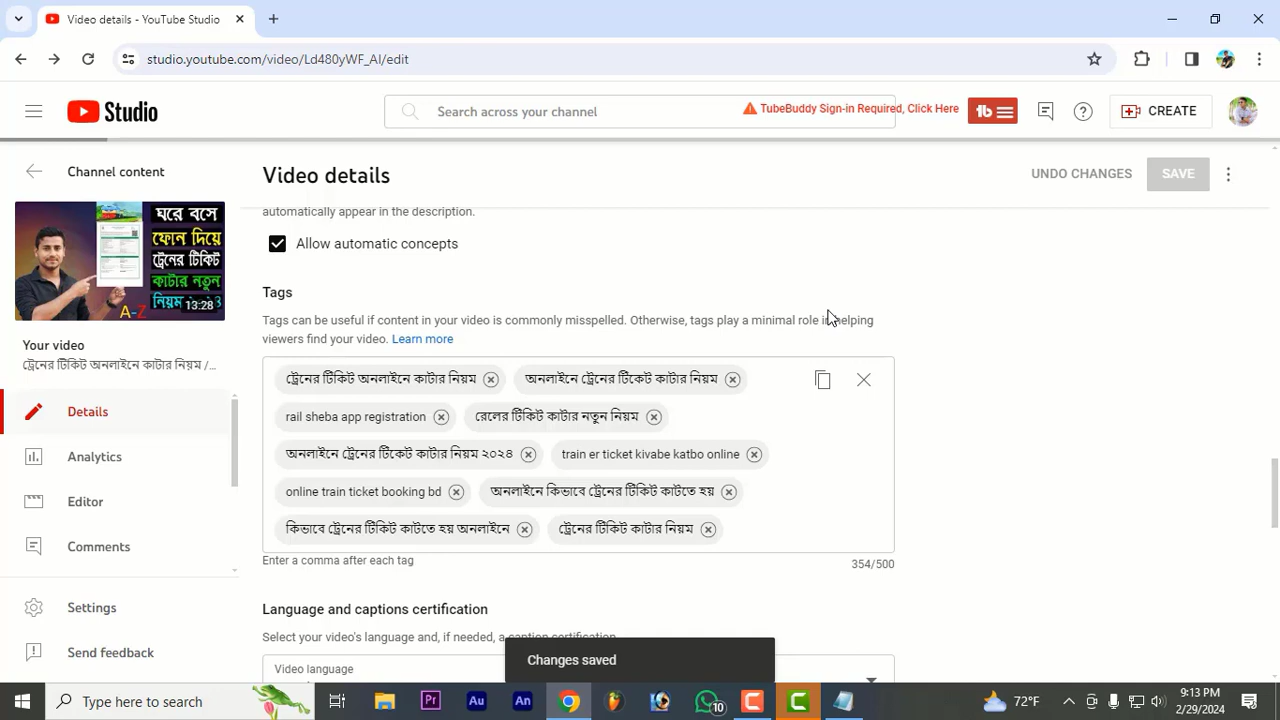 Video details - YouTube Studio
studio.youtube.com/video/Ld480yWF_AI/edit
Studio
Search across your channel
TubeBuddy Sign-in Required, Click Here
tb
CREATE
Channel content
Video details
UNDO CHANGES
SAVE
ঘরে বসে
ফোন দিয়ে
ট্রেনের টিকিট
কাটার নতুন
নিয়ম ২০২৪
A-Z
13:28
Your video
ট্রেনের টিকিট অনলাইনে কাটার নিয়ম /...
Details
Analytics
Editor
Comments
Settings
Send feedback
automatically appear in the description.
Allow automatic concepts
Tags
Tags can be useful if content in your video is commonly misspelled. Otherwise, tags play a minimal role in helping
viewers find your video. Learn more
ট্রেনের টিকিট অনলাইনে কাটার নিয়ম
অনলাইনে ট্রেনের টিকেট কাটার নিয়ম
rail sheba app registration
রেলের টিকিট কাটার নতুন নিয়ম
অনলাইনে ট্রেনের টিকেট কাটার নিয়ম ২০২৪
train er ticket kivabe katbo online
online train ticket booking bd
অনলাইনে কিভাবে ট্রেনের টিকিট কাটতে হয়
কিভাবে ট্রেনের টিকিট কাটতে হয় অনলাইনে
ট্রেনের টিকিট কাটার নিয়ম
Enter a comma after each tag
354/500
Language and captions certification
Select your video's language and, if needed, a caption certification.
Video language
Changes saved
Type here to search
Pr
Au
An
10
C
C
72°F
9:13 PM
2/29/2024